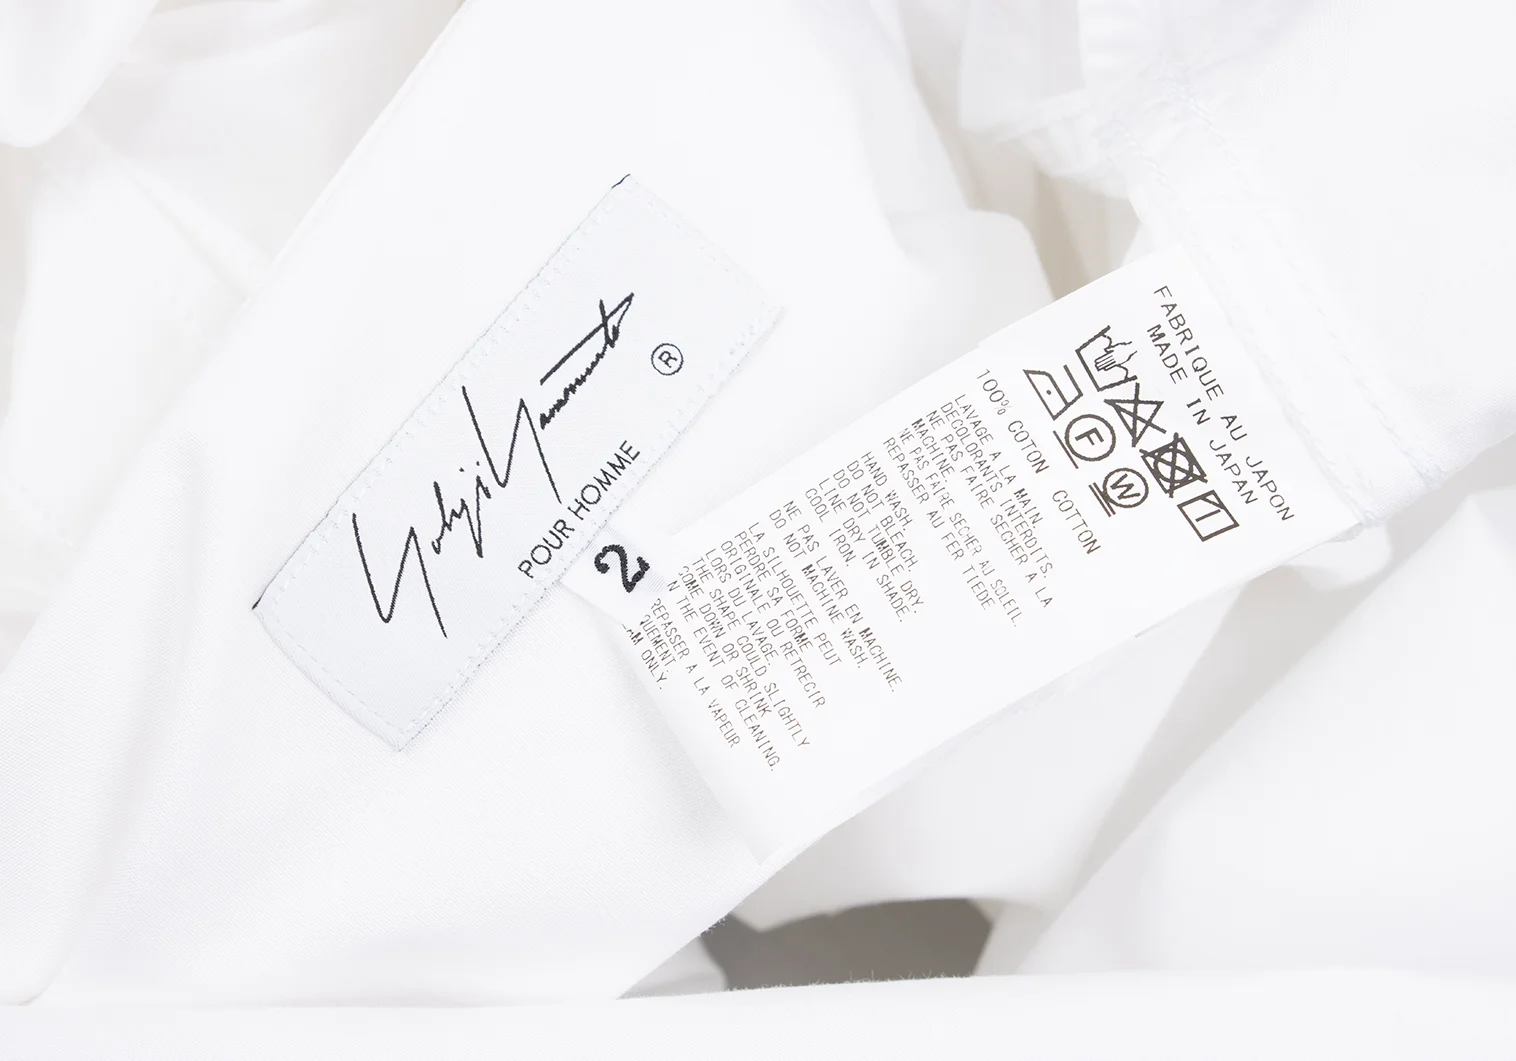 Yohji Yamamoto
®
POUR HOMME
2
FABRIQUE AU JAPON
MADE IN JAPAN
F
W
100% COTON COTTON
LAVAGE A LA MAIN.
DECOLORANTS INTERDITS.
NE PAS FAIRE SECHER A LA
MACHINE.
NE PAS FAIRE SECHER AU SOLEIL.
REPASSER AU FER TIEDE
HAND WASH.
DO NOT BLEACH.
DO NOT TUMBLE DRY.
LINE DRY IN SHADE.
COOL IRON.
NE PAS LAVER EN MACHINE.
DO NOT MACHINE WASH.
LA SILHOUETTE PEUT
PERDRE SA FORME
ORIGINALE OU RETRECIR
LORS DU LAVAGE.
THE SHAPE COULD SLIGHTLY
COME DOWN OR SHRINK
IN THE EVENT OF CLEANING.
REPASSER A LA VAPEUR
ONLY.